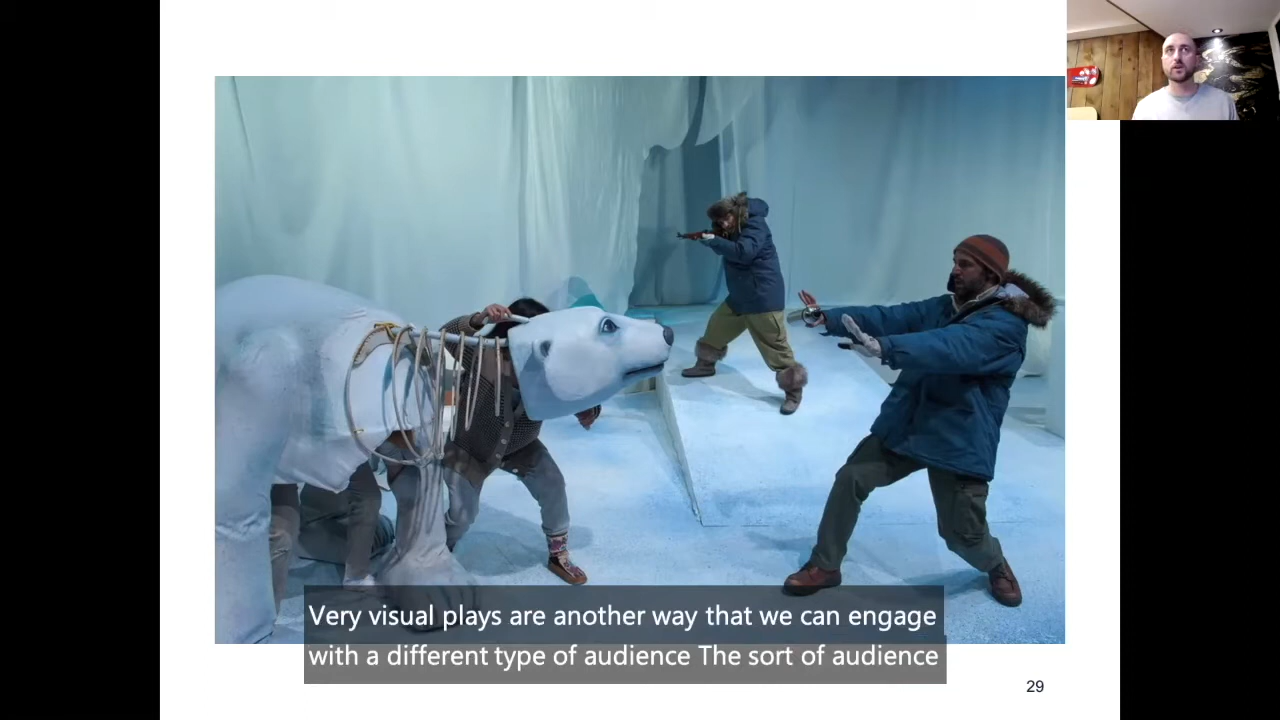 Very visual plays are another way that we can engage
with a different type of audience The sort of audience
29